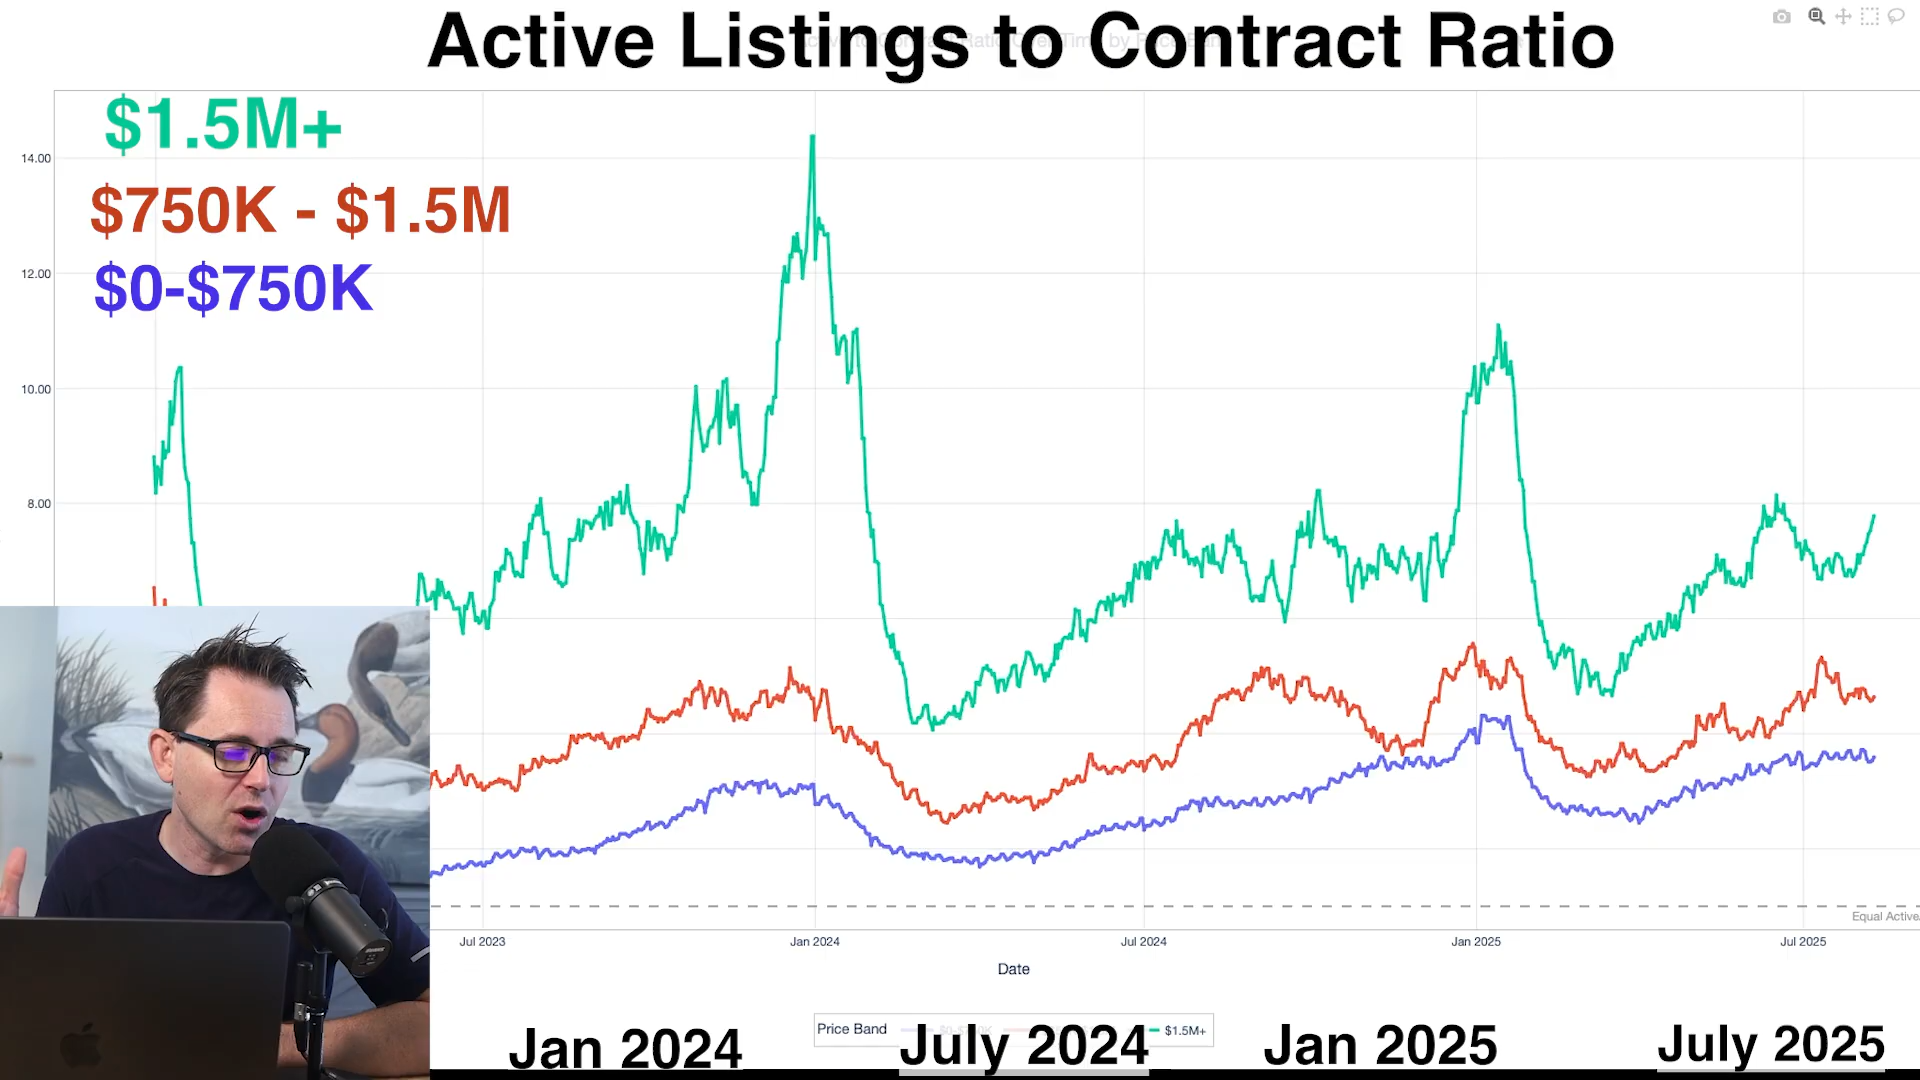 Active Listings to Contract Ratio
$1.5M+
$750K - $1.5M
$0-$750K
14.00
12.00
10.00
8.00
Equal Active
Jul 2023
Jan 2024
Jul 2024
Jan 2025
Jul 2025
Date
Price Band
$1.5M+
Jan 2024
July 2024
Jan 2025
July 2025